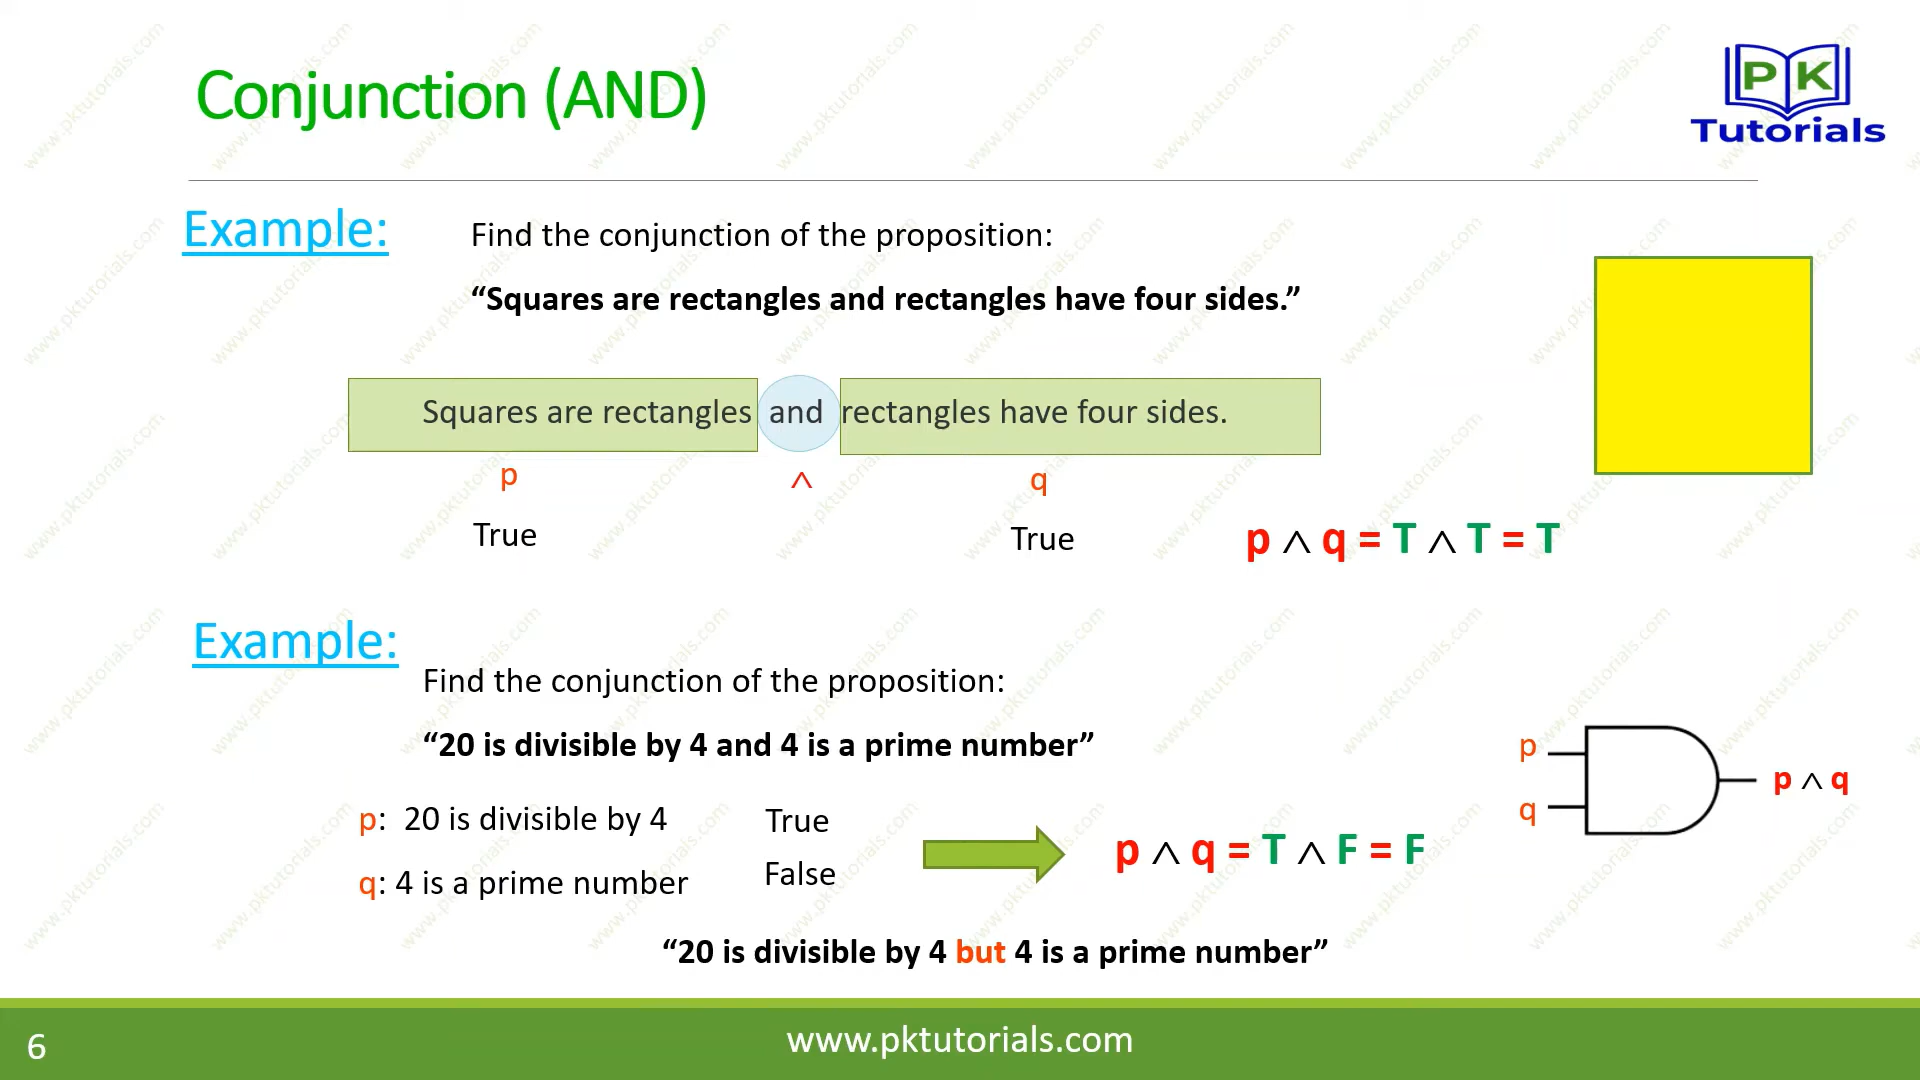 Conjunction (AND)
PK
Tutorials
Example:
Find the conjunction of the proposition:
“Squares are rectangles and rectangles have four sides.”
Squares are rectangles and rectangles have four sides.
p ∧ q
True True
p ∧ q = T ∧ T = T
Example:
Find the conjunction of the proposition:
“20 is divisible by 4 and 4 is a prime number”
p: 20 is divisible by 4 True
q: 4 is a prime number False
p ∧ q = T ∧ F = F
p
q
p ∧ q
“20 is divisible by 4 but 4 is a prime number”
6
www.pktutorials.com